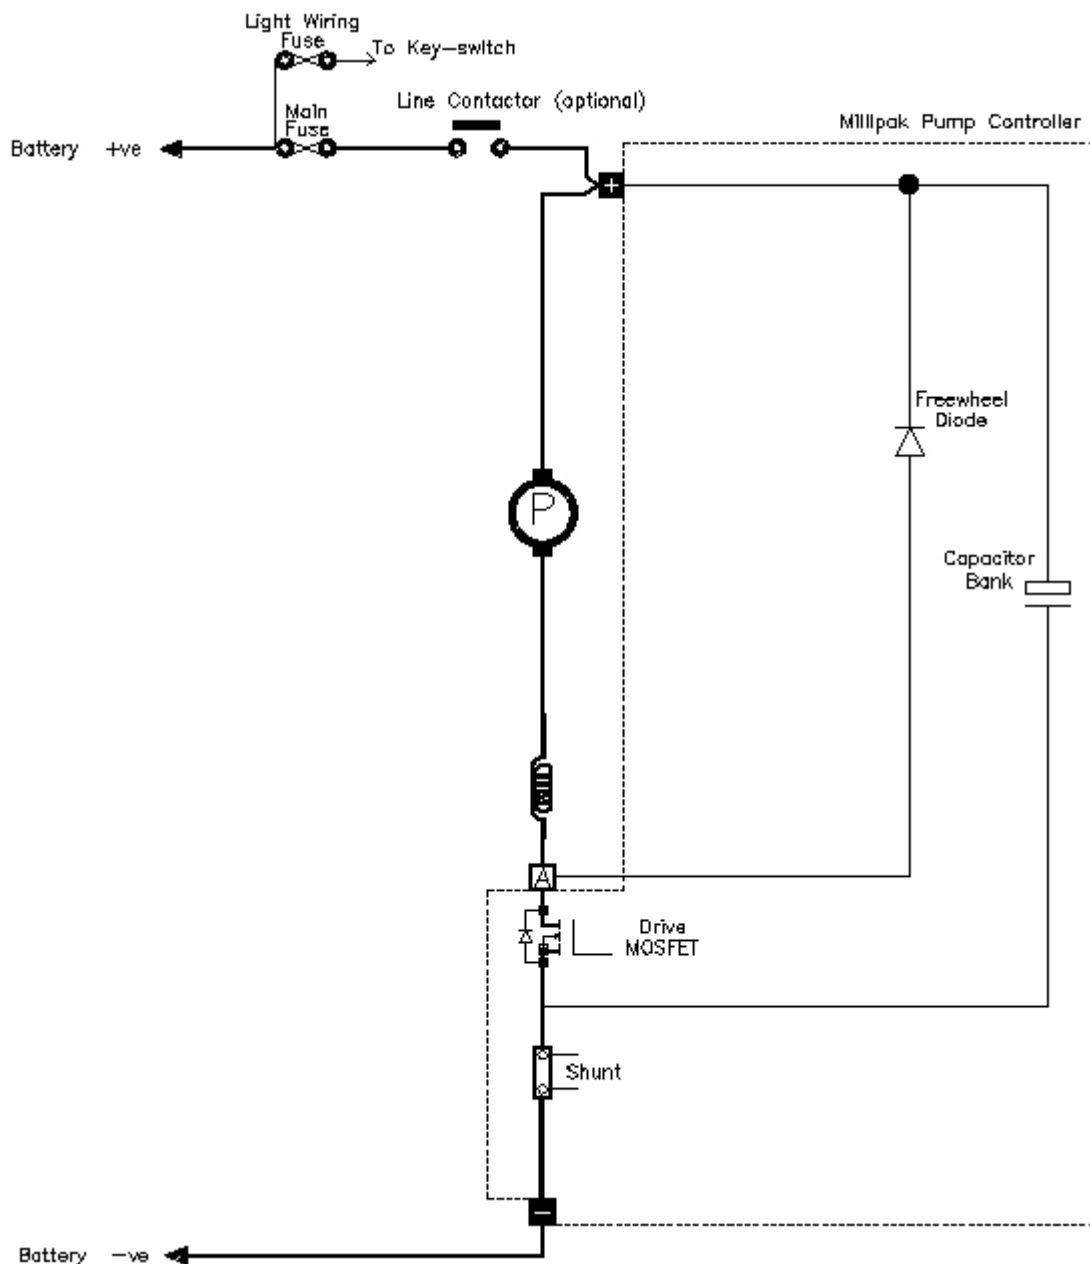 Light Wiring
Fuse
To Key-switch
Main
Fuse
Line Contactor (optional)
Millipak Pump Controller
Battery +ve
+
Freewheel
Diode
P
Capacitor
Bank
A
Drive
MOSFET
Shunt
−
Battery −ve